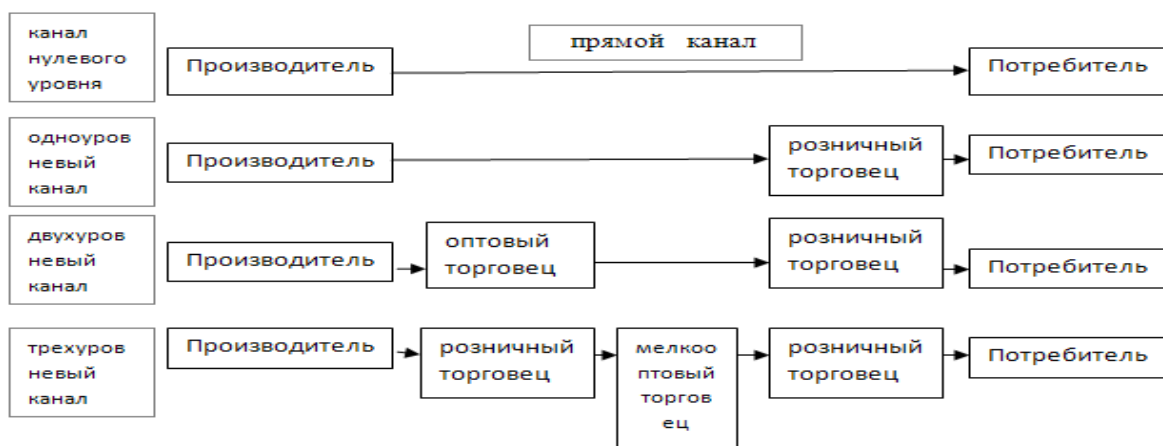 канал
нулевого
уровня
Производитель
прямой канал
Потребитель
одноуров
невый
канал
Производитель
розничный
торговец
Потребитель
двухуров
невый
канал
Производитель
оптовый
торговец
розничный
торговец
Потребитель
трехуров
невый
канал
Производитель
розничный
торговец
мелкоо
птовый
торгов
ец
розничный
торговец
Потребитель